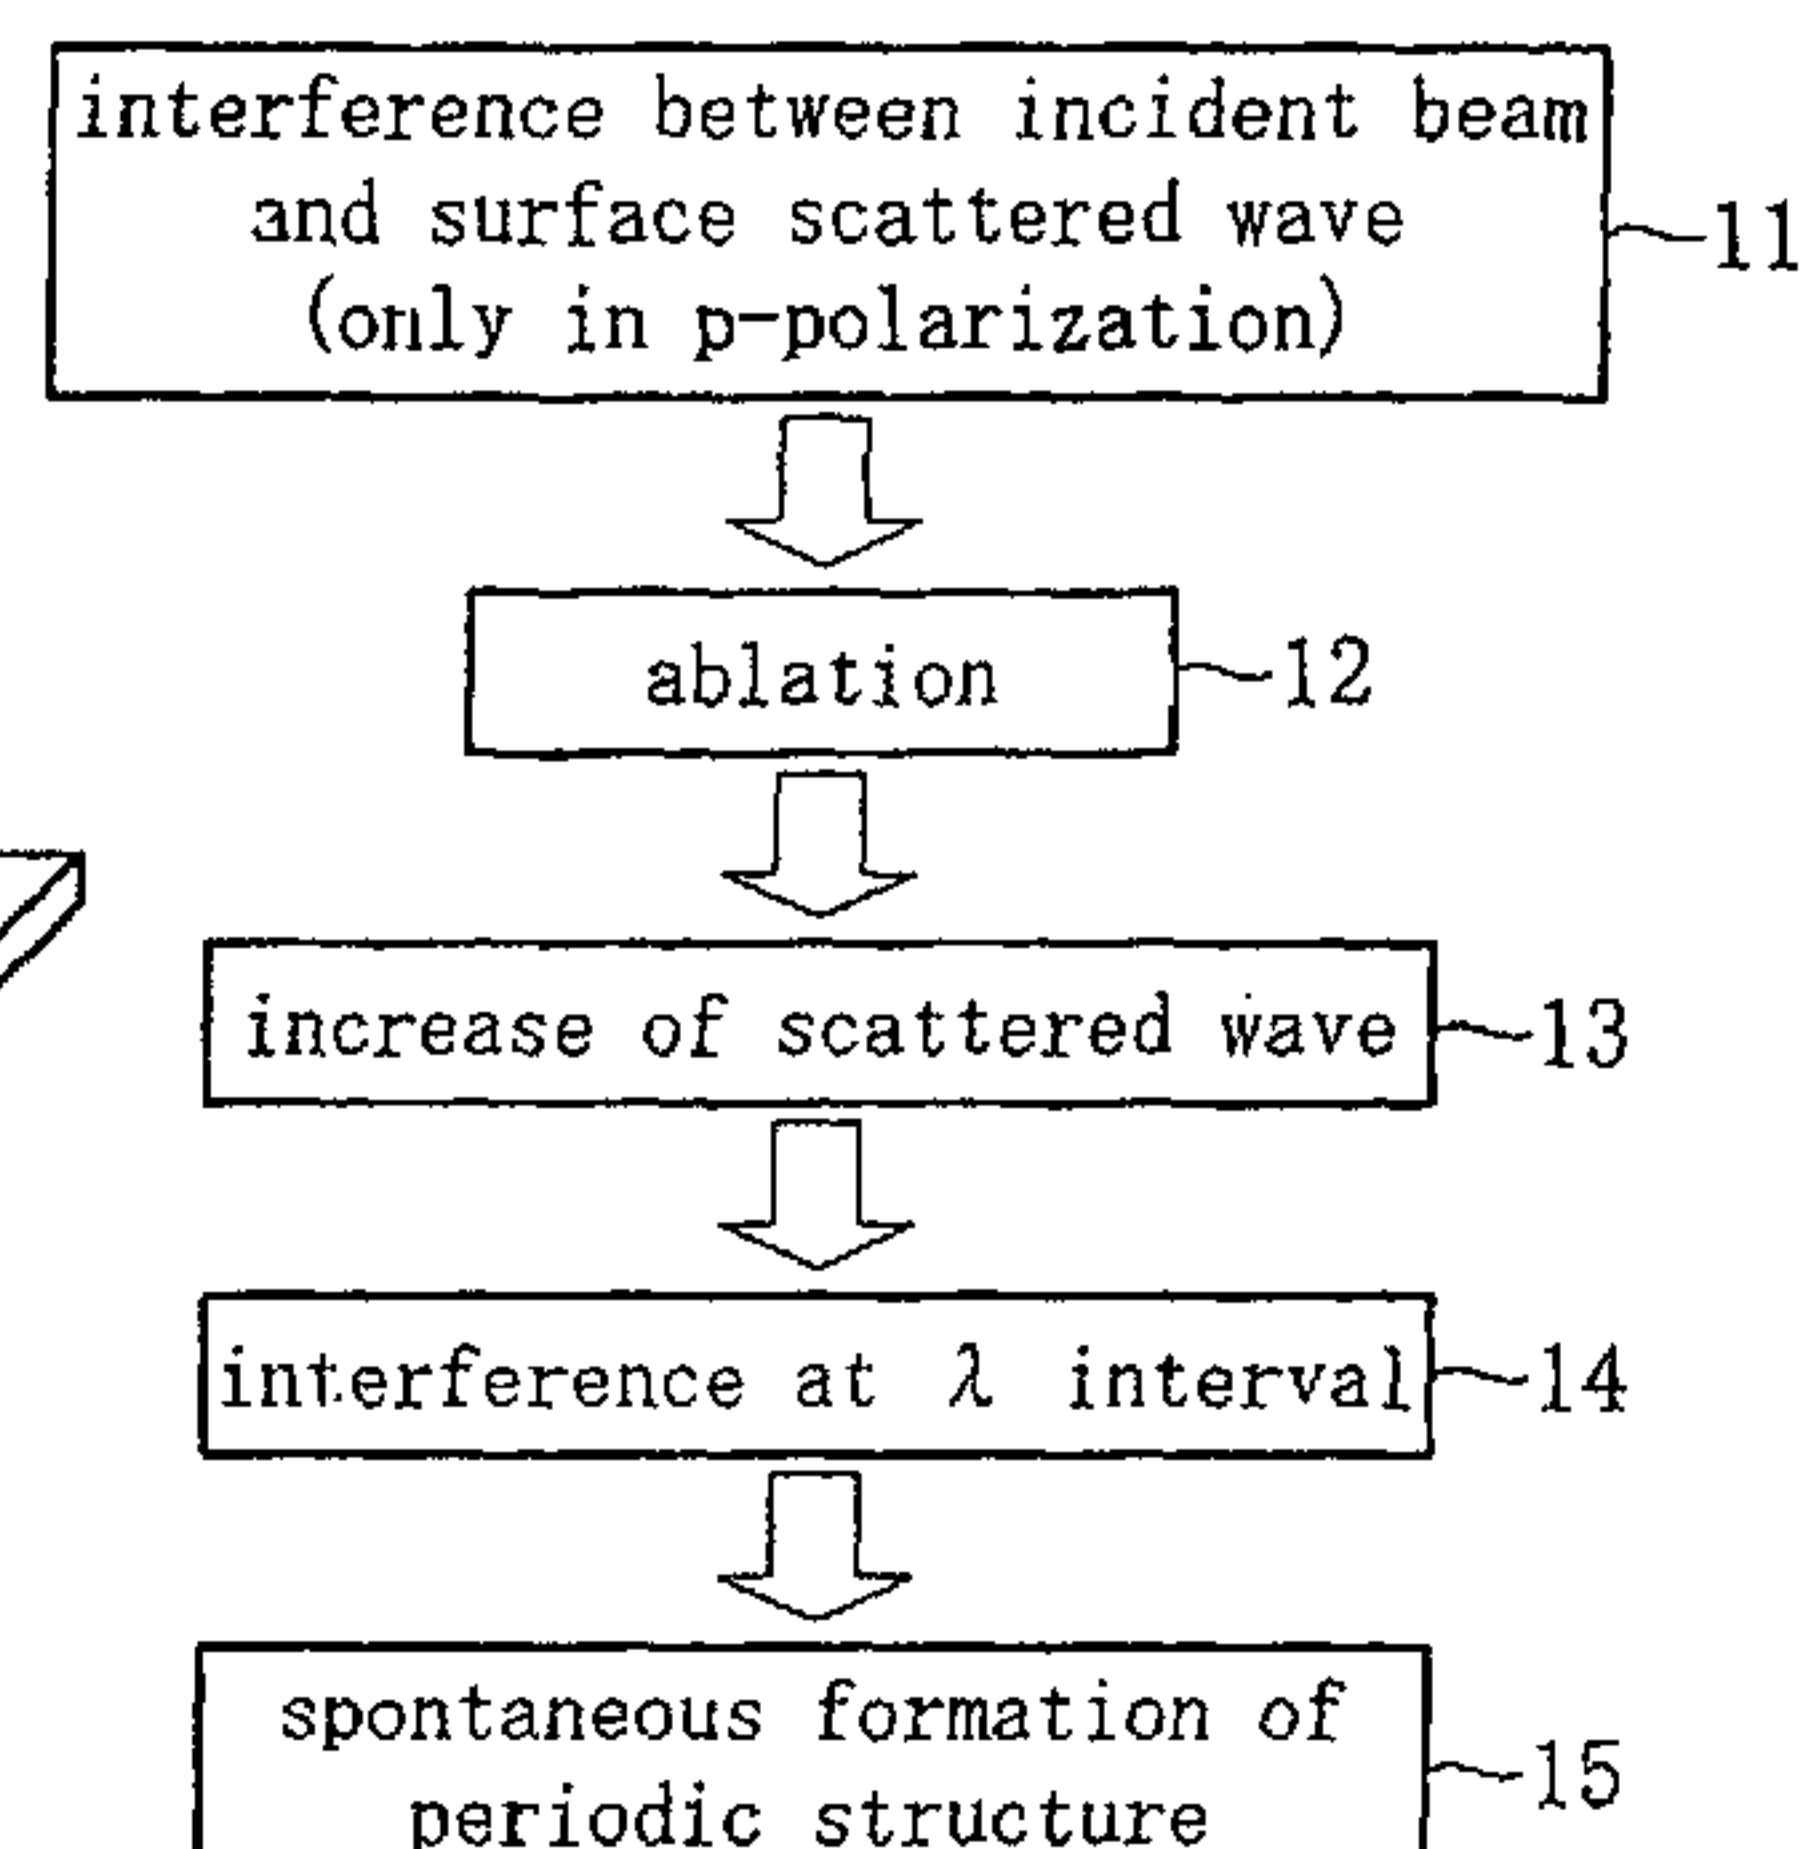 interference between incident beam
and surface scattered wave
(only in p-polarization)
11
ablation
12
increase of scattered wave
13
interference at λ interval
14
spontaneous formation of
periodic structure
15